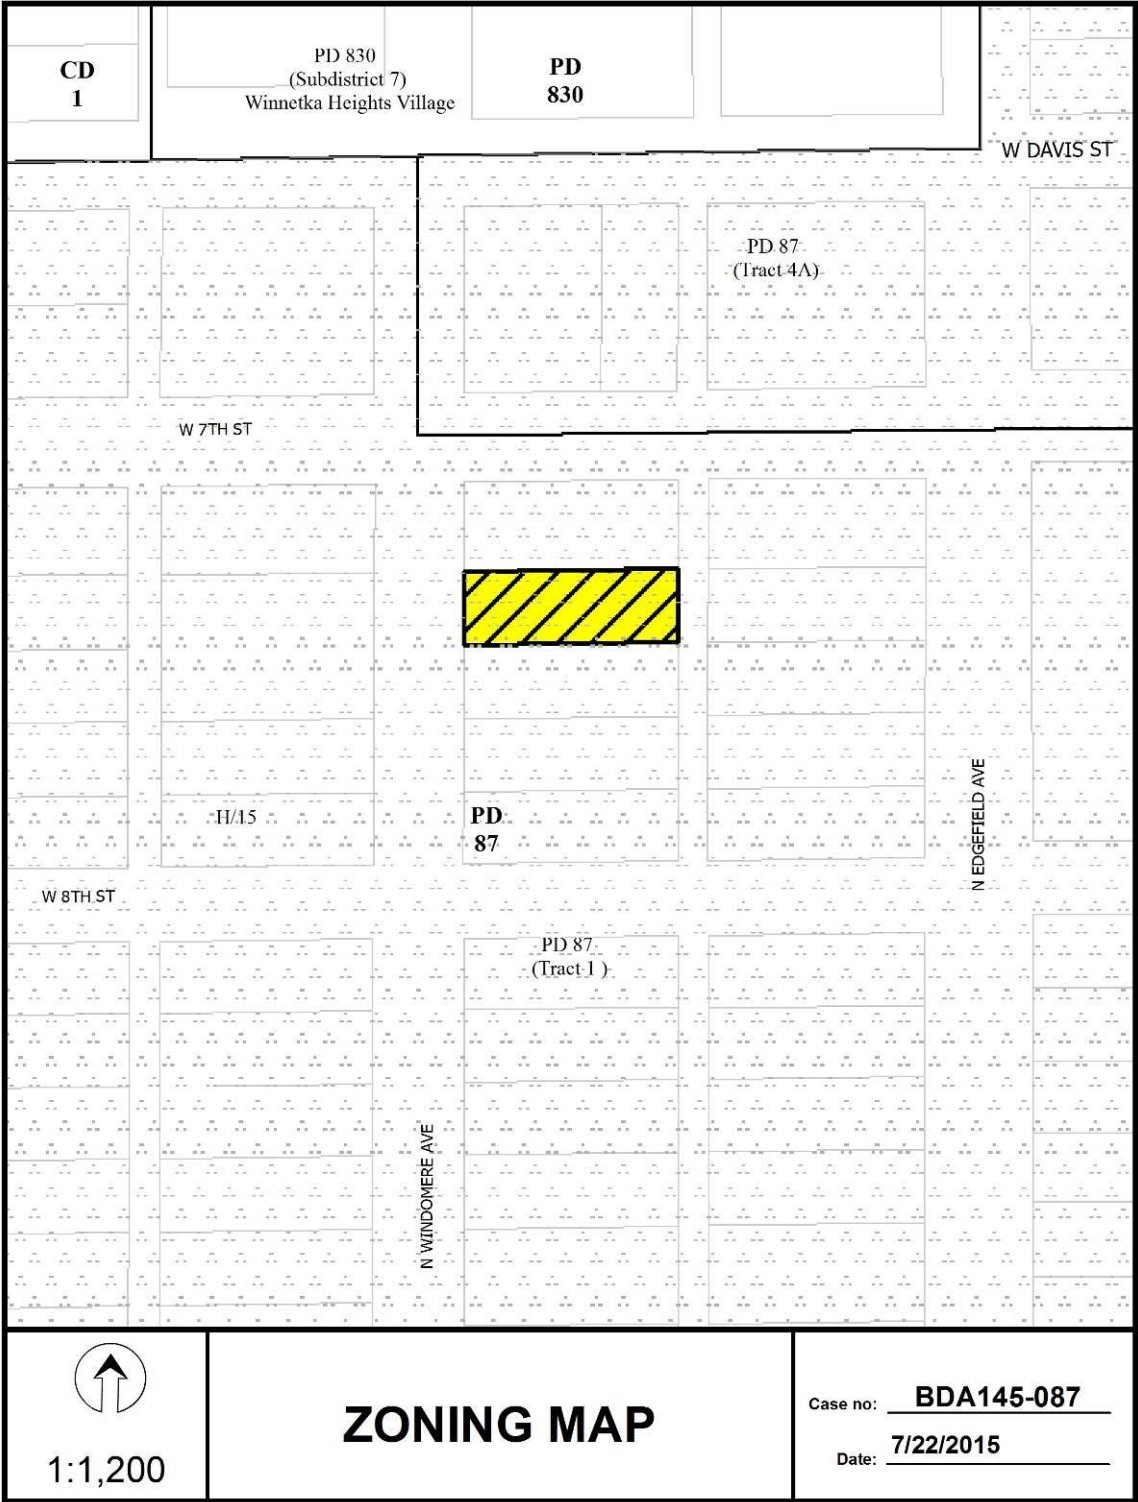 CD
1
PD 830
(Subdistrict 7)
Winnetka Heights Village
PD
830
W DAVIS ST
PD 87
(Tract 4A)
W 7TH ST
H/15
PD
87
N EDGEFIELD AVE
W 8TH ST
PD 87
(Tract 1 )
N WINDOMERE AVE
1:1,200
ZONING MAP
Case no: BDA145-087
Date: 7/22/2015